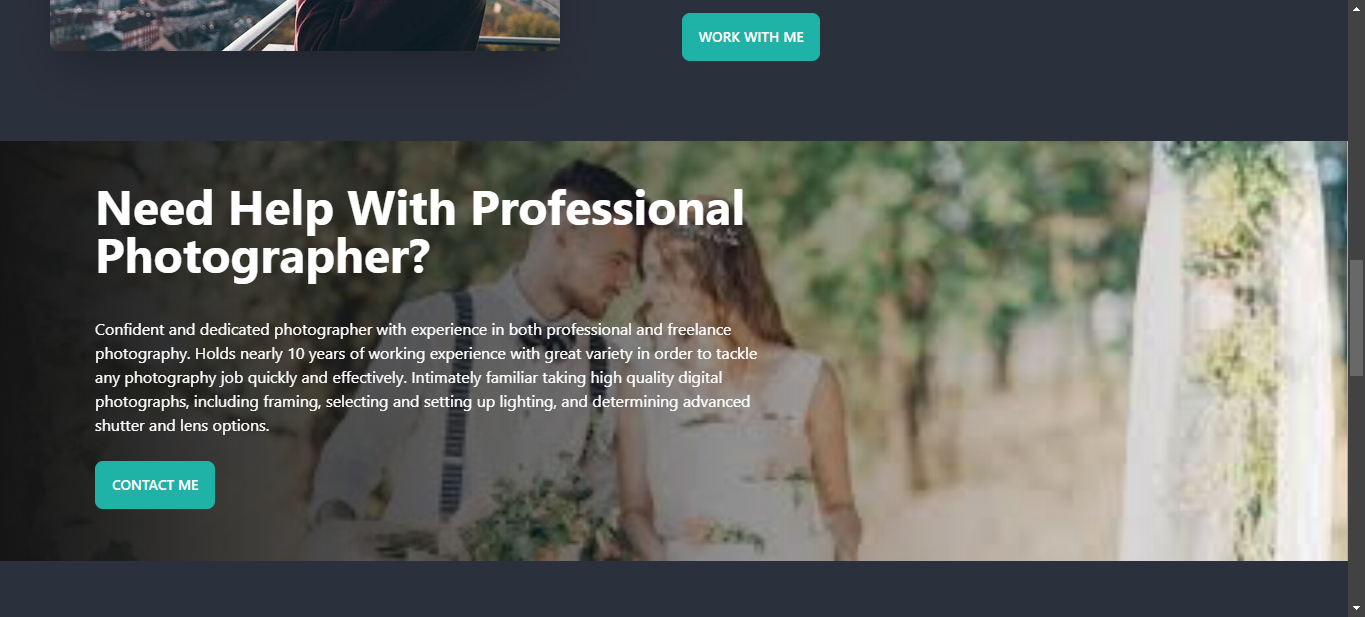 WORK WITH ME
Need Help With Professional
Photographer?
Confident and dedicated photographer with experience in both professional and freelance
photography. Holds nearly 10 years of working experience with great variety in order to tackle
any photography job quickly and effectively. Intimately familiar taking high quality digital
photographs, including framing, selecting and setting up lighting, and determining advanced
shutter and lens options.
CONTACT ME